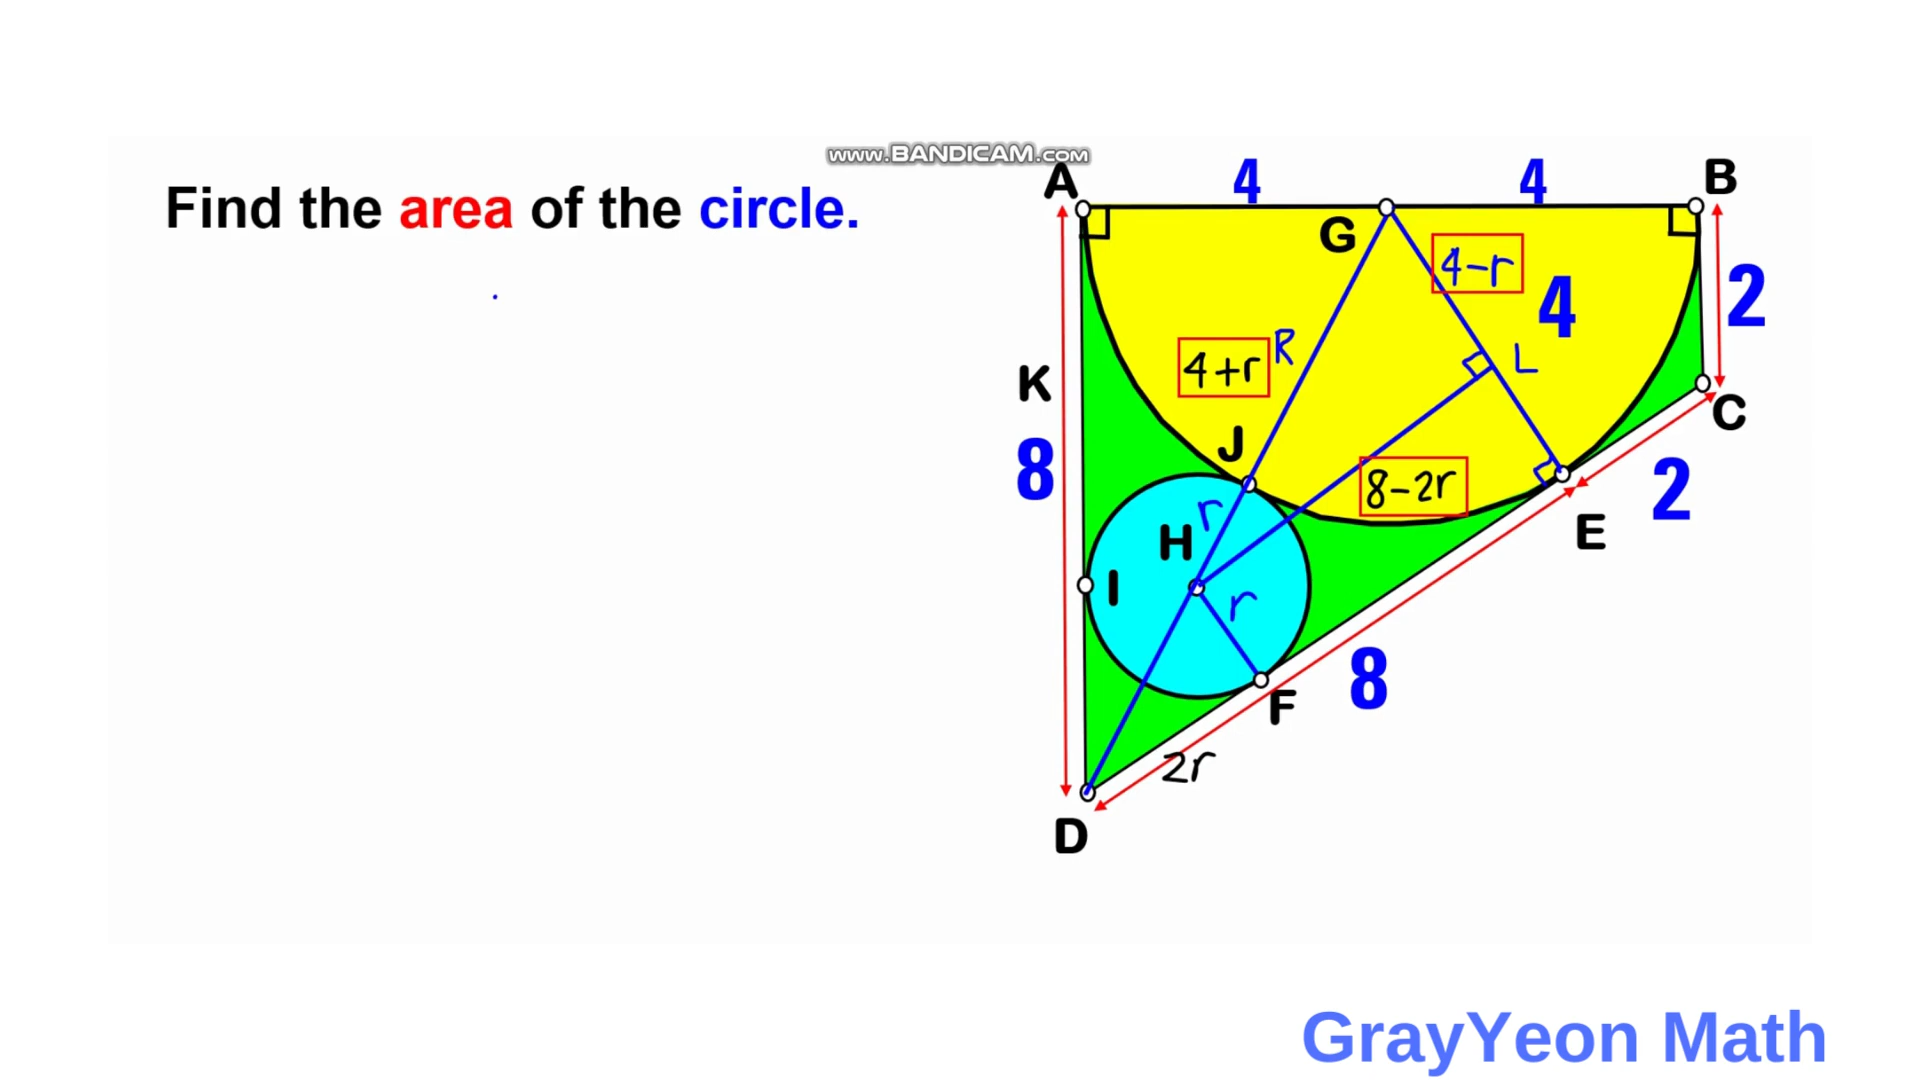 www.BANDICAM.com
Find the area of the circle.
A 4 4 B
G
4-r
4
2
4+r R
L
K
C
J
8
8-2r
2
r
E
H
I
r
8
F
2r
D
GrayYeon Math